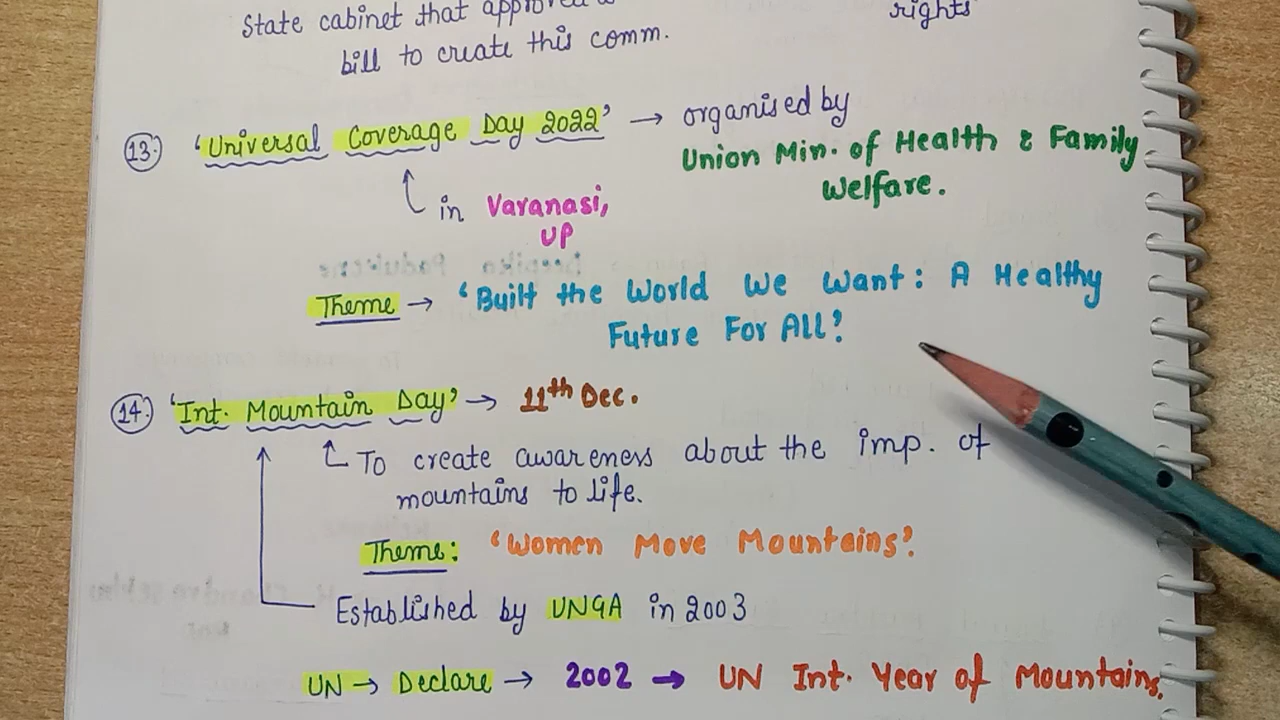 State cabinet that approved a rights
bill to create this comm.
13. 'Universal Coverage Day 2022' → organised by
Union Min. of Health & Family
Welfare.
in Varanasi,
UP
Theme → 'Built the World We Want: A Healthy
Future For All'.
14. 'Int. Mountain Day' → 11th Dec.
To create awareness about the imp. of
mountains to life.
Theme: 'Women Move Mountains'.
Established by UNGA in 2003
UN → Declare → 2002 → UN Int. Year of Mountains.